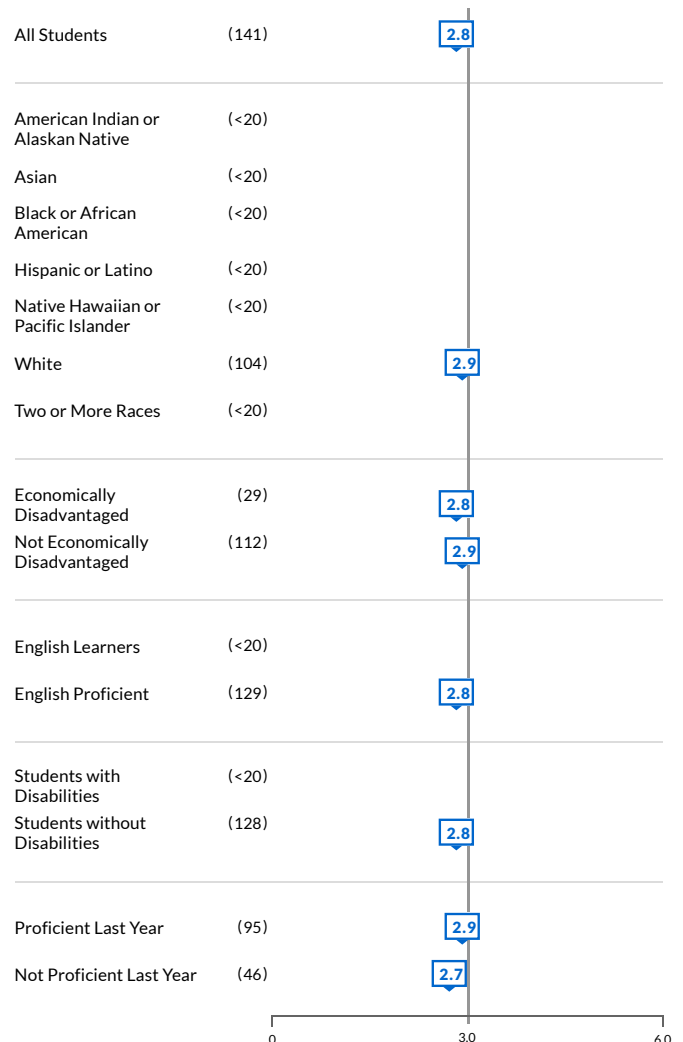 All Students (141) 2.8
American Indian or (<20)
Alaskan Native
Asian (<20)
Black or African (<20)
American
Hispanic or Latino (<20)
Native Hawaiian or (<20)
Pacific Islander
White (104) 2.9
Two or More Races (<20)
Economically (29) 2.8
Disadvantaged
Not Economically (112) 2.9
Disadvantaged
English Learners (<20)
English Proficient (129) 2.8
Students with (<20)
Disabilities
Students without (128) 2.8
Disabilities
Proficient Last Year (95) 2.9
Not Proficient Last Year (46) 2.7
0 3.0 6.0